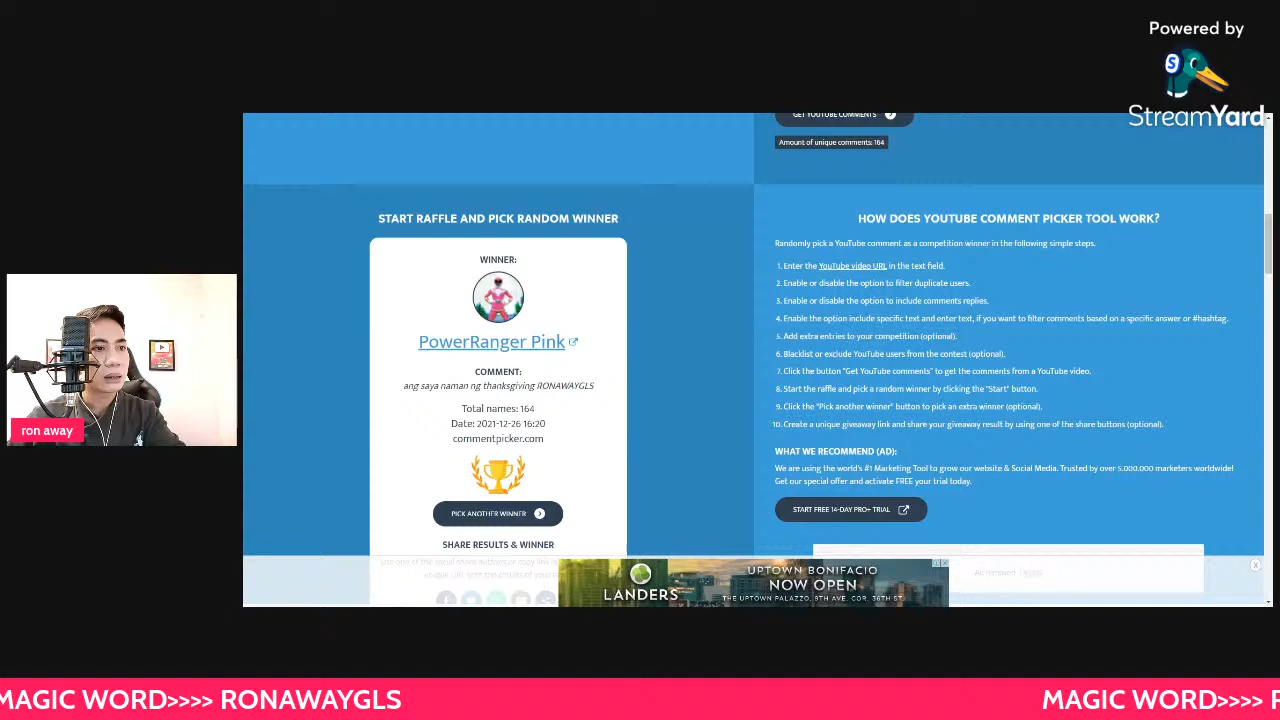 Powered by
StreamYard
GET YOUTUBE COMMENTS
Amount of unique comments: 164
START RAFFLE AND PICK RANDOM WINNER
WINNER:
PowerRanger Pink
COMMENT:
ang saya naman ng thanksgiving RONAWAYGLS
Total names: 164
Date: 2021-12-26 16:20
commentpicker.com
PICK ANOTHER WINNER
SHARE RESULTS & WINNER
HOW DOES YOUTUBE COMMENT PICKER TOOL WORK?
Randomly pick a YouTube comment as a competition winner in the following simple steps.
1. Enter the YouTube video URL in the text field.
2. Enable or disable the option to filter duplicate users.
3. Enable or disable the option to include comments replies.
4. Enable the option include specific text and enter text, if you want to filter comments based on a specific answer or #hashtag.
5. Add extra entries to your competition (optional).
6. Blacklist or exclude YouTube users from the contest (optional).
7. Click the button "Get YouTube comments" to get the comments from a YouTube video.
8. Start the raffle and pick a random winner by clicking the "Start" button.
9. Click the "Pick another winner" button to pick an extra winner (optional).
10. Create a unique giveaway link and share your giveaway result by using one of the share buttons (optional).
WHAT WE RECOMMEND (AD):
We are using the world's #1 Marketing Tool to grow our website & Social Media. Trusted by over 5.000.000 marketers worldwide!
Get our special offer and activate FREE your trial today.
START FREE 14-DAY PRO+ TRIAL
LANDERS
UPTOWN BONIFACIO
NOW OPEN
THE UPTOWN PALAZZO, 9TH AVE. COR. 36TH ST.
Ad removed.
ron away
MAGIC WORD>>>> RONAWAYGLS
MAGIC WORD>>>> R